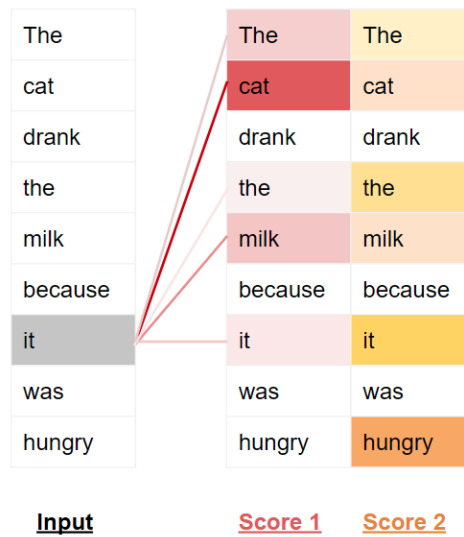 The The The
cat cat cat
drank drank drank
the the the
milk milk milk
because because because
it it it
was was was
hungry hungry hungry
Input Score 1 Score 2